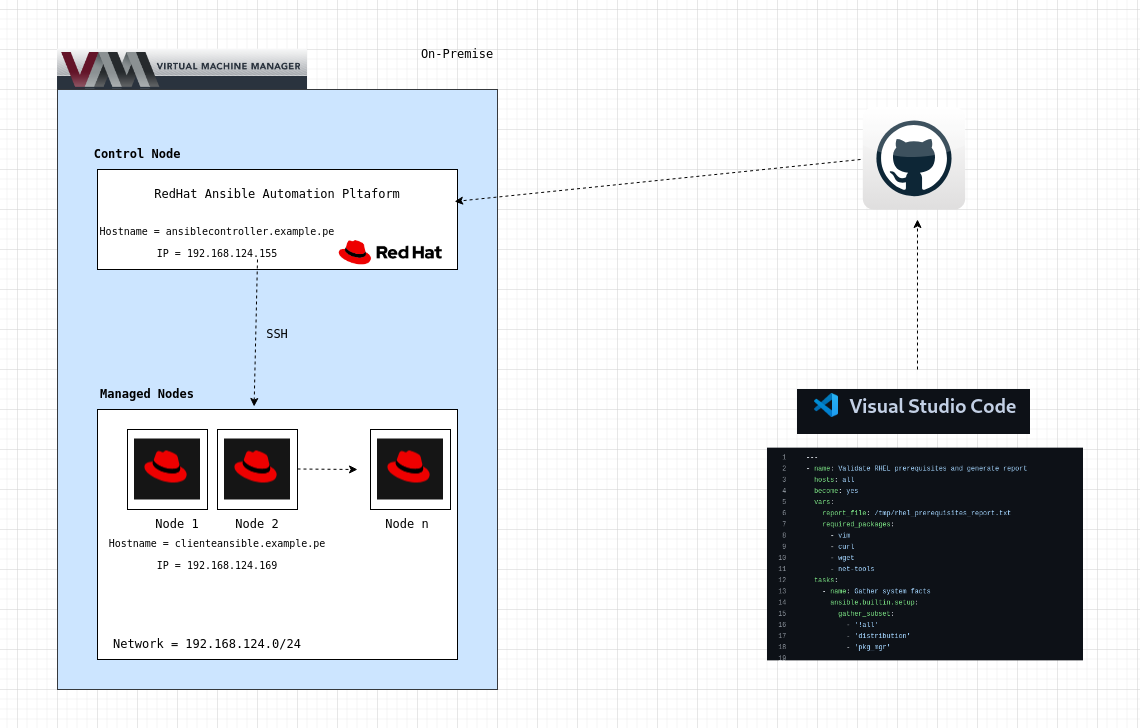 On-Premise
VIRTUAL MACHINE MANAGER
Control Node
RedHat Ansible Automation Pltaform
Hostname = ansiblecontroller.example.pe
IP = 192.168.124.155
Red Hat
SSH
Managed Nodes
Node 1
Node 2
Node n
Hostname = clienteansible.example.pe
IP = 192.168.124.169
Network = 192.168.124.0/24
Visual Studio Code
1 ---
2 - name: Validate RHEL prerequisites and generate report
3 hosts: all
4 become: yes
5 vars:
6 report_file: /tmp/rhel_prerequisites_report.txt
7 required_packages:
8 - vim
9 - curl
10 - wget
11 - net-tools
12 tasks:
13 - name: Gather system facts
14 ansible.builtin.setup:
15 gather_subset:
16 - '!all'
17 - 'distribution'
18 - 'pkg_mgr'
19